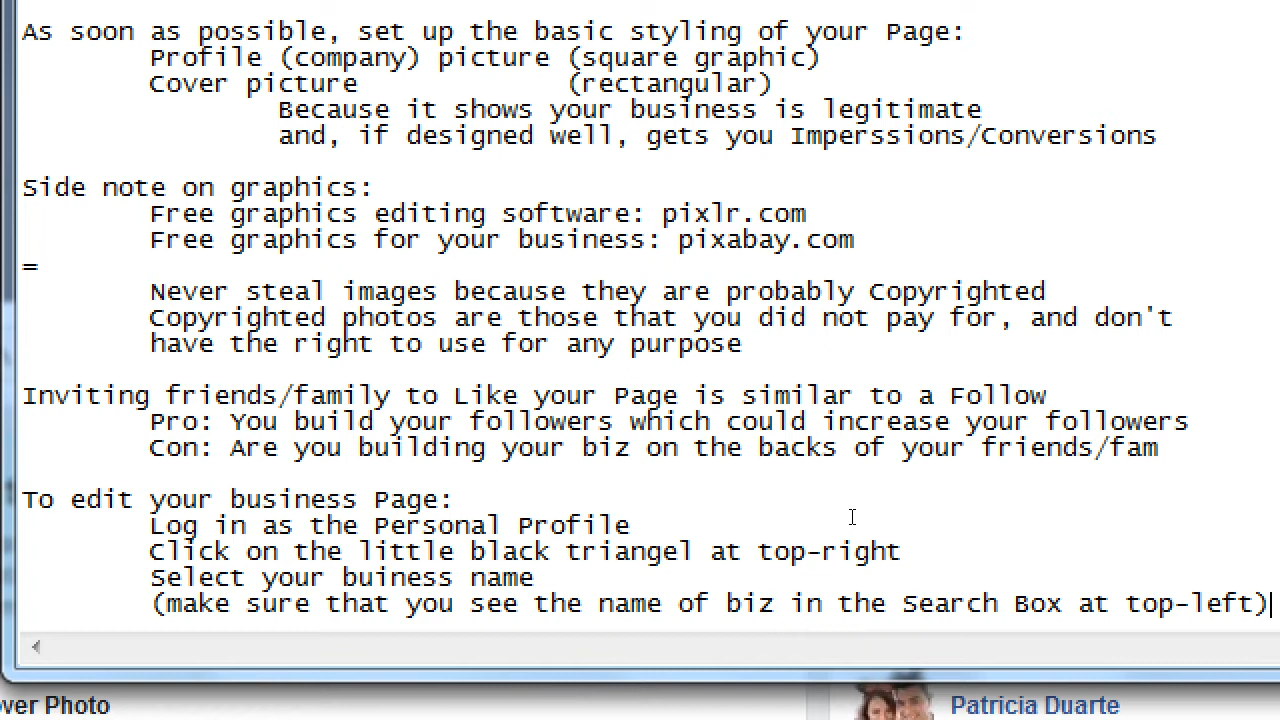 As soon as possible, set up the basic styling of your Page:
Profile (company) picture (square graphic)
Cover picture (rectangular)
Because it shows your business is legitimate
and, if designed well, gets you Imperssions/Conversions
Side note on graphics:
Free graphics editing software: pixlr.com
Free graphics for your business: pixabay.com
=
Never steal images because they are probably Copyrighted
Copyrighted photos are those that you did not pay for, and don't
have the right to use for any purpose
Inviting friends/family to Like your Page is similar to a Follow
Pro: You build your followers which could increase your followers
Con: Are you building your biz on the backs of your friends/fam
To edit your business Page:
Log in as the Personal Profile
Click on the little black triangel at top-right
Select your buiness name
(make sure that you see the name of biz in the Search Box at top-left)
over Photo
Patricia Duarte